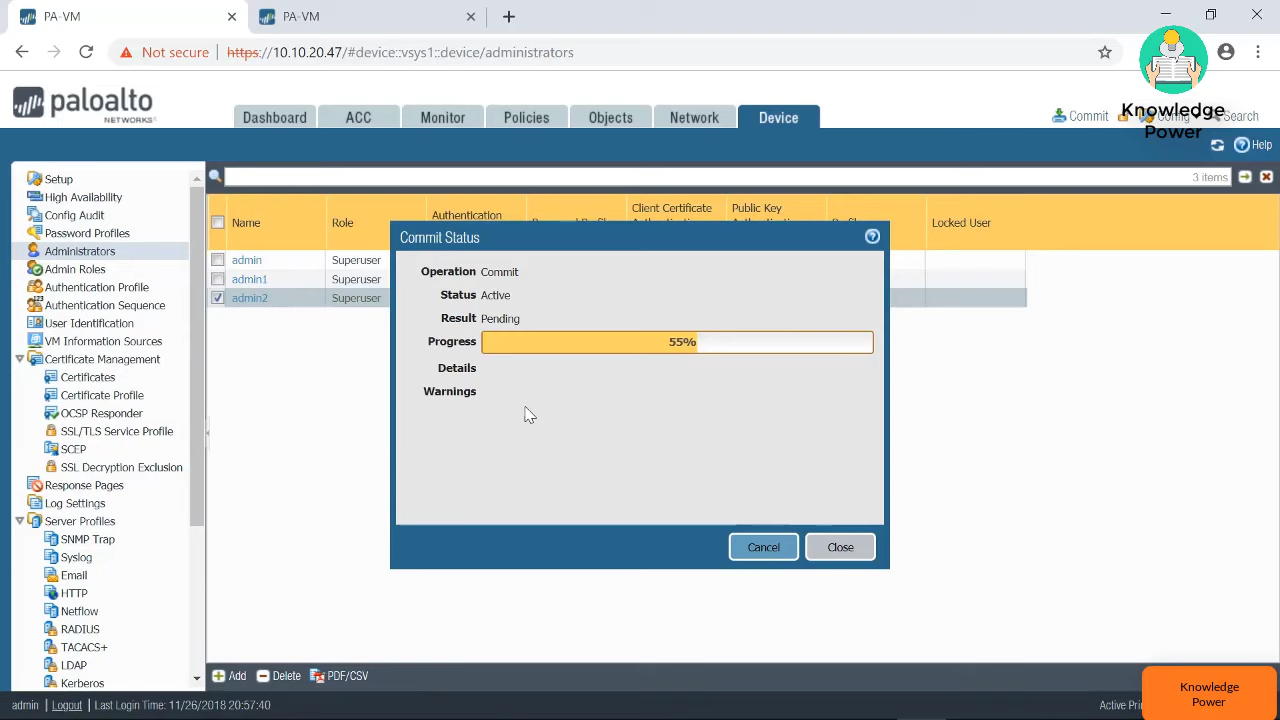 PA-VM
PA-VM
Not secure https://10.10.20.47/#device::vsys1::device/administrators
Knowledge
Power
paloalto
NETWORKS
Dashboard ACC Monitor Policies Objects Network Device
Commit Config Search
Help
3 items
Setup
High Availability
Config Audit
Password Profiles
Administrators
Admin Roles
Authentication Profile
Authentication Sequence
User Identification
VM Information Sources
Certificate Management
Certificates
Certificate Profile
OCSP Responder
SSL/TLS Service Profile
SCEP
SSL Decryption Exclusion
Response Pages
Log Settings
Server Profiles
SNMP Trap
Syslog
Email
HTTP
Netflow
RADIUS
TACACS+
LDAP
Kerberos
Name Role Authentication Client Certificate Public Key Locked User
admin Superuser
admin1 Superuser
admin2 Superuser
Commit Status
Operation Commit
Status Active
Result Pending
Progress 55%
Details
Warnings
Cancel Close
Add Delete PDF/CSV
admin Logout Last Login Time: 11/26/2018 20:57:40
Active
Knowledge
Power